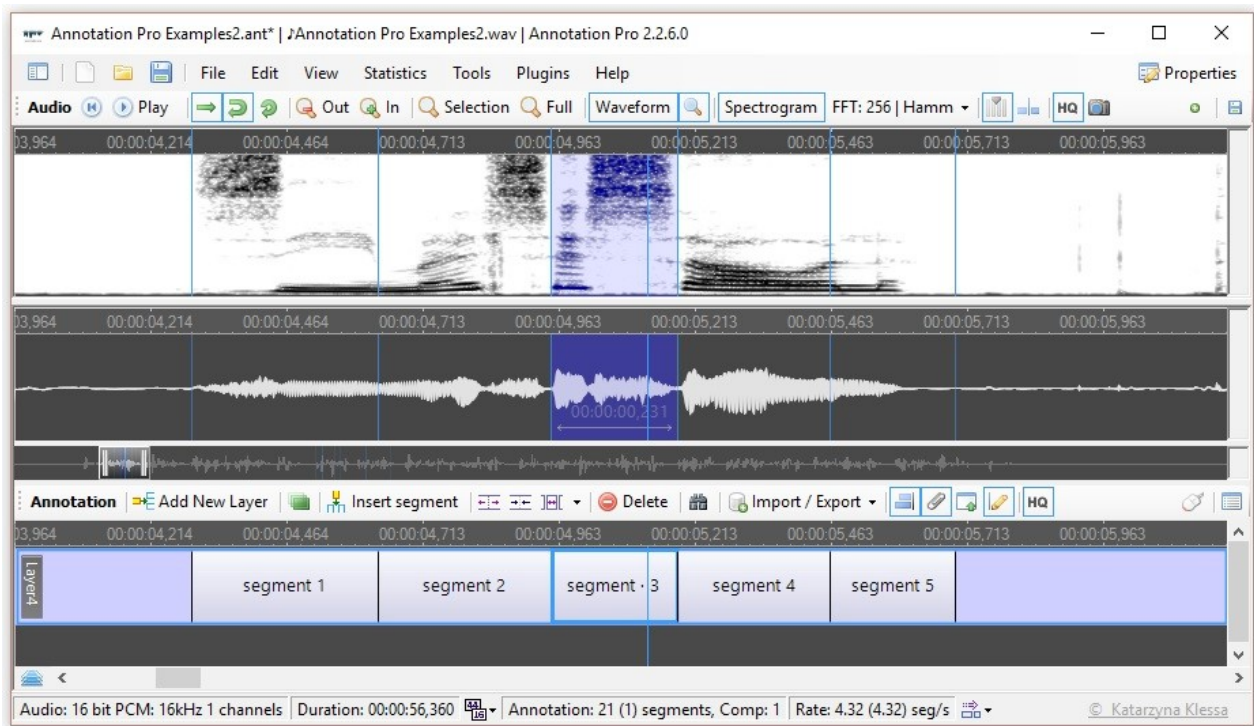 Annotation Pro Examples2.ant* | ♪Annotation Pro Examples2.wav | Annotation Pro 2.2.6.0
File Edit View Statistics Tools Plugins Help Properties
Audio Play Out In Selection Full Waveform Spectrogram FFT: 256 | Hamm HQ
03,964 00:00:04,214 00:00:04,464 00:00:04,713 00:00:04,963 00:00:05,213 00:00:05,463 00:00:05,713 00:00:05,963
03,964 00:00:04,214 00:00:04,464 00:00:04,713 00:00:04,963 00:00:05,213 00:00:05,463 00:00:05,713 00:00:05,963
00:00:00,231
Annotation Add New Layer Insert segment Delete Import / Export HQ
03,964 00:00:04,214 00:00:04,464 00:00:04,713 00:00:04,963 00:00:05,213 00:00:05,463 00:00:05,713 00:00:05,963
Layer4 segment 1 segment 2 segment · 3 segment 4 segment 5
Audio: 16 bit PCM: 16kHz 1 channels Duration: 00:00:56,360 44 16 Annotation: 21 (1) segments, Comp: 1 Rate: 4.32 (4.32) seg/s © Katarzyna Klessa